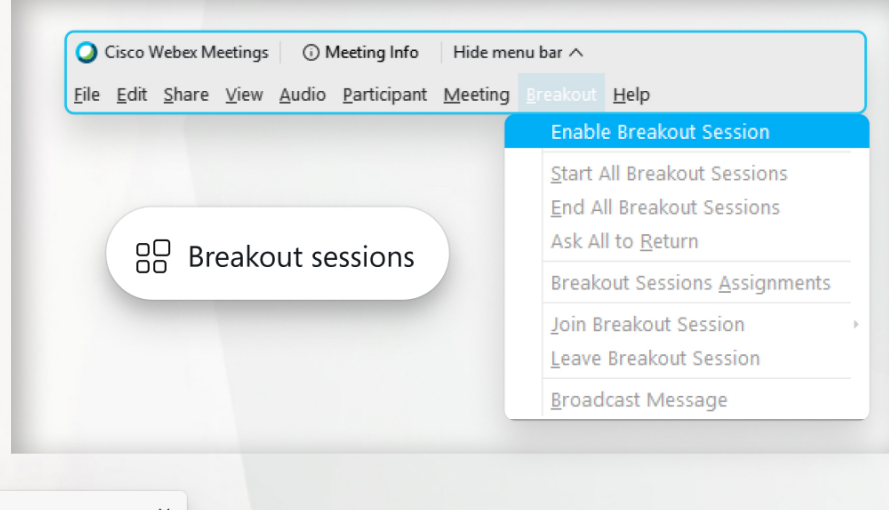 Cisco Webex Meetings Meeting Info Hide menu bar
File Edit Share View Audio Participant Meeting Breakout Help
Enable Breakout Session
Start All Breakout Sessions
End All Breakout Sessions
Ask All to Return
Breakout Sessions Assignments
Join Breakout Session
Leave Breakout Session
Broadcast Message
Breakout sessions